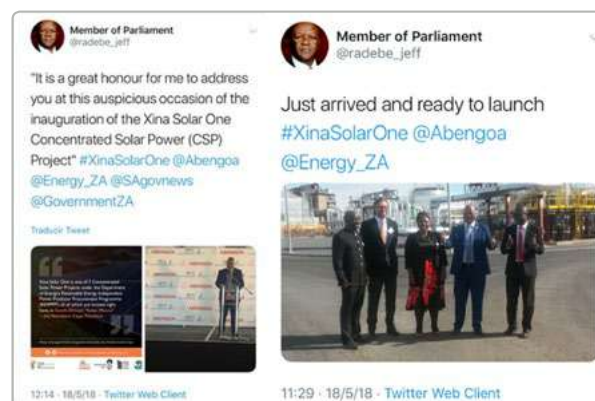 Member of Parliament
@radebe_jeff
"It is a great honour for me to address
you at this auspicious occasion of the
inauguration of the Xina Solar One
Concentrated Solar Power (CSP)
Project" #XinaSolarOne @Abengoa
@Energy_ZA @SAgovnews
@GovernmentZA
Traducir Tweet
12:14 - 18/5/18 - Twitter Web Client
Member of Parliament
@radebe_jeff
Just arrived and ready to launch
#XinaSolarOne @Abengoa
@Energy_ZA
11:29 - 18/5/18 - Twitter Web Client